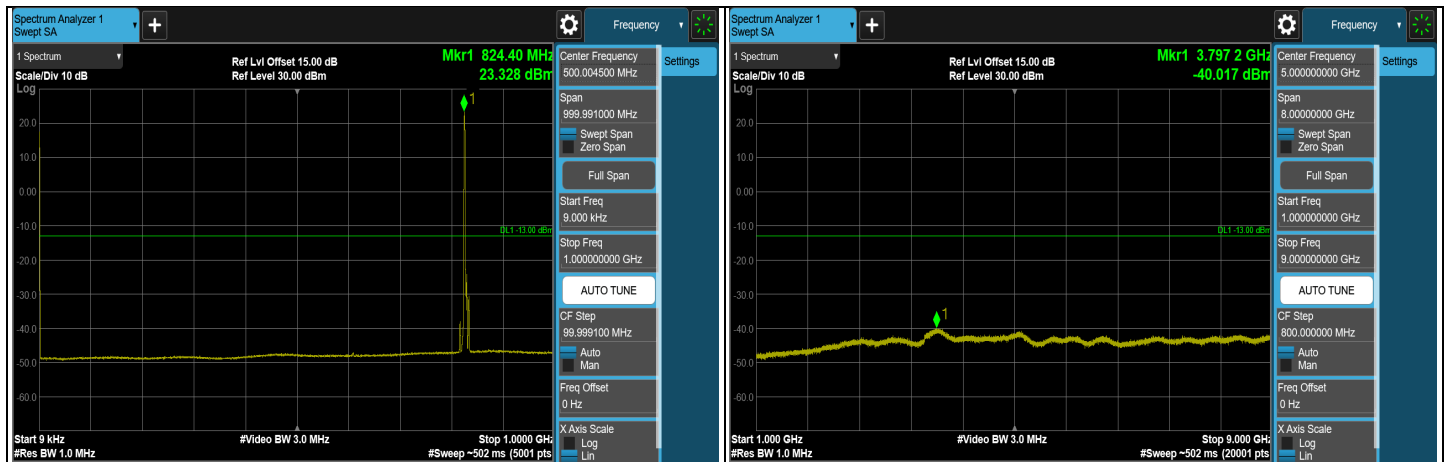 Spectrum Analyzer 1
Swept SA
+
Frequency
1 Spectrum
Scale/Div 10 dB
Log
Ref Lvl Offset 15.00 dB
Ref Level 30.00 dBm
Mkr1 824.40 MHz
23.328 dBm
1
20.0
10.0
0.00
-10.0
-20.0
-30.0
-40.0
-50.0
-60.0
DL1 -13.00 dBm
Start 9 kHz
#Res BW 1.0 MHz
#Video BW 3.0 MHz
Stop 1.0000 GHz
#Sweep ~502 ms (5001 pts
Center Frequency
500.004500 MHz
Settings
Span
999.991000 MHz
Swept Span
Zero Span
Full Span
Start Freq
9.000 kHz
Stop Freq
1.000000000 GHz
AUTO TUNE
CF Step
99.999100 MHz
Auto
Man
Freq Offset
0 Hz
X Axis Scale
Log
Lin
Spectrum Analyzer 1
Swept SA
+
Frequency
1 Spectrum
Scale/Div 10 dB
Log
Ref Lvl Offset 15.00 dB
Ref Level 30.00 dBm
Mkr1 3.797 2 GHz
-40.017 dBm
1
20.0
10.0
0.00
-10.0
-20.0
-30.0
-40.0
-50.0
-60.0
DL1 -13.00 dBm
Start 1.000 GHz
#Res BW 1.0 MHz
#Video BW 3.0 MHz
Stop 9.000 GHz
#Sweep ~502 ms (20001 pts
Center Frequency
5.000000000 GHz
Settings
Span
8.00000000 GHz
Swept Span
Zero Span
Full Span
Start Freq
1.000000000 GHz
Stop Freq
9.000000000 GHz
AUTO TUNE
CF Step
800.000000 MHz
Auto
Man
Freq Offset
0 Hz
X Axis Scale
Log
Lin